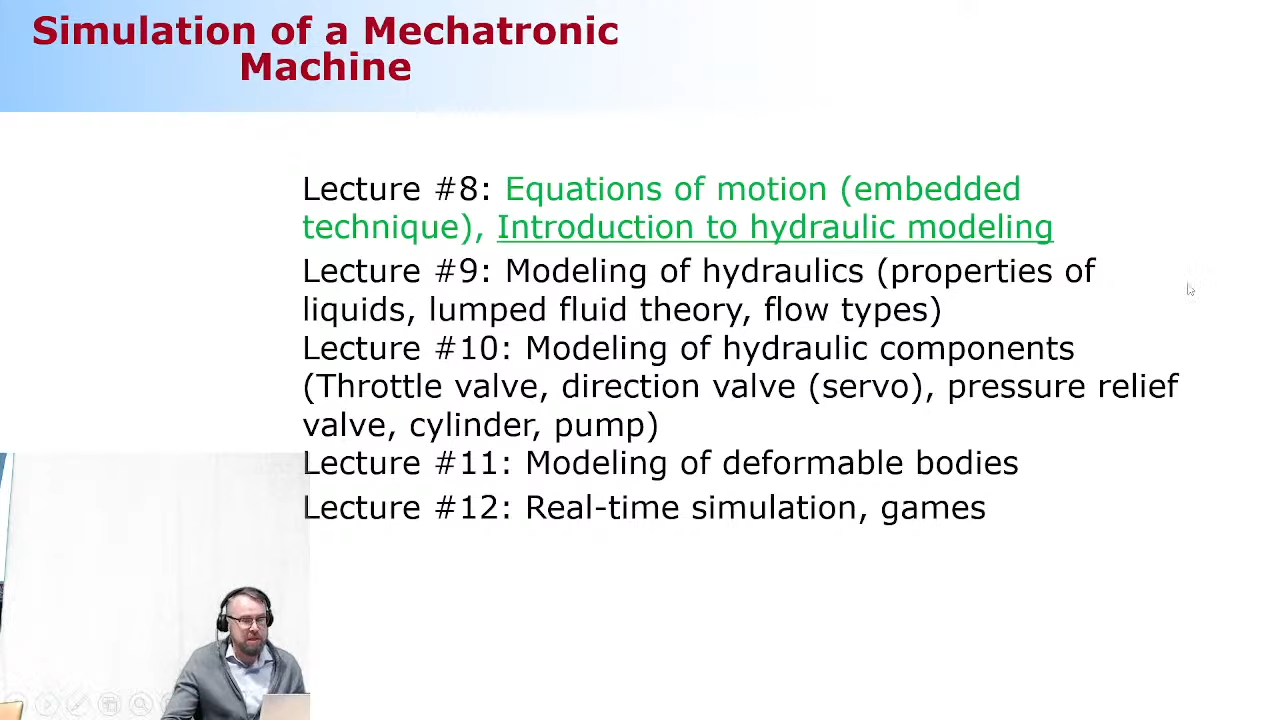 Simulation of a Mechatronic
Machine
Lecture #8: Equations of motion (embedded
technique), Introduction to hydraulic modeling
Lecture #9: Modeling of hydraulics (properties of
liquids, lumped fluid theory, flow types)
Lecture #10: Modeling of hydraulic components
(Throttle valve, direction valve (servo), pressure relief
valve, cylinder, pump)
Lecture #11: Modeling of deformable bodies
Lecture #12: Real-time simulation, games